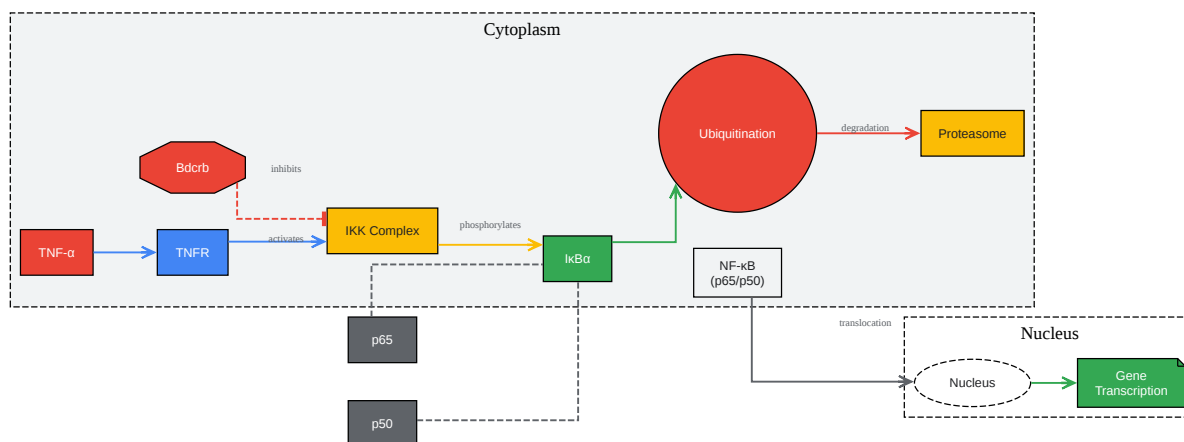 Cytoplasm
Ubiquitination
degradation
Proteasome
Bdcrb
inhibits
TNF-α
TNFR
activates
IKK Complex
phosphorylates
IκBα
NF-κB
(p65/p50)
p65
p50
translocation
Nucleus
Nucleus
Gene
Transcription